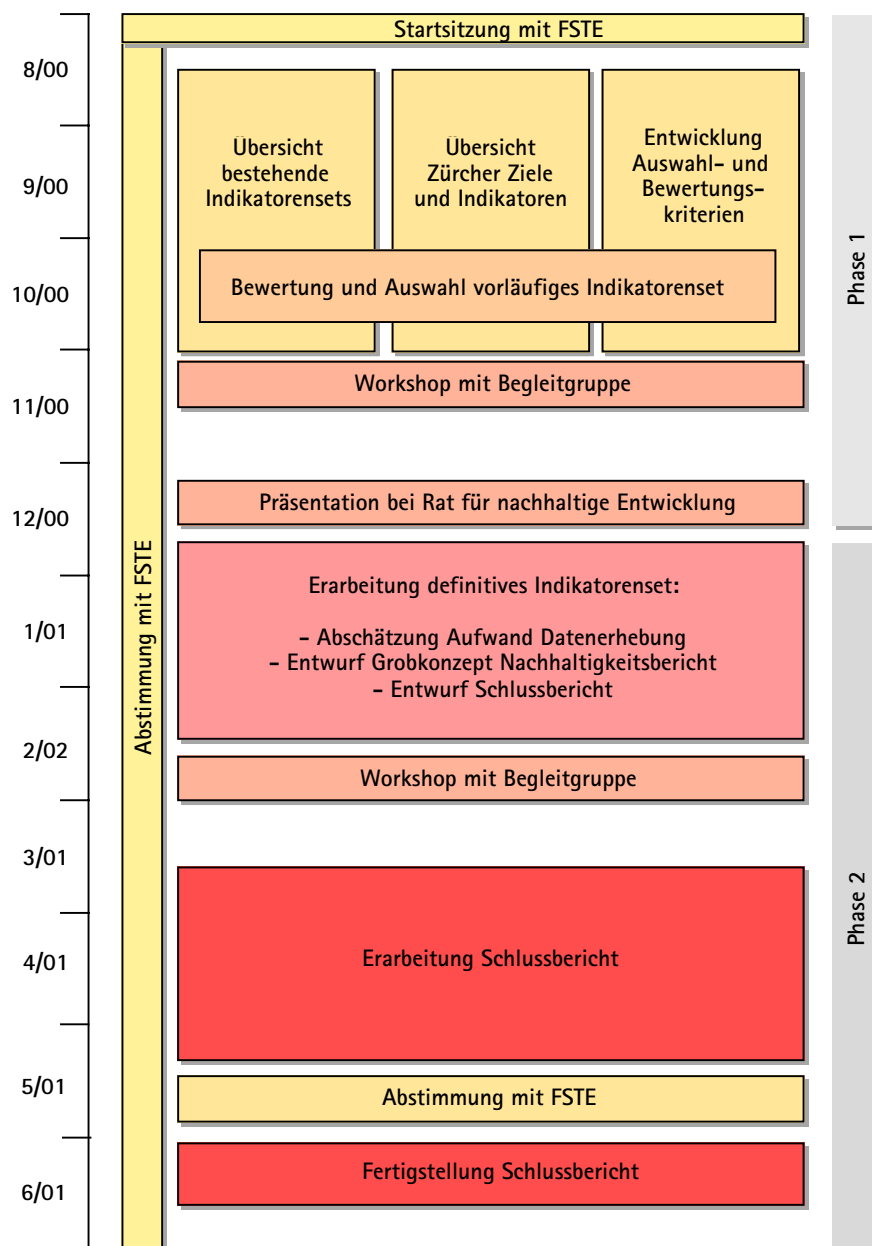 Startsitzung mit FSTE
8/00
9/00
10/00
11/00
12/00
1/01
2/02
3/01
4/01
5/01
6/01
Abstimmung mit FSTE
Übersicht
bestehende
Indikatorensets
Übersicht
Zürcher Ziele
und Indikatoren
Entwicklung
Auswahl- und
Bewertungs-
kriterien
Bewertung und Auswahl vorläufiges Indikatorenset
Workshop mit Begleitgruppe
Präsentation bei Rat für nachhaltige Entwicklung
Erarbeitung definitives Indikatorenset:
- Abschätzung Aufwand Datenerhebung
- Entwurf Grobkonzept Nachhaltigkeitsbericht
- Entwurf Schlussbericht
Workshop mit Begleitgruppe
Erarbeitung Schlussbericht
Abstimmung mit FSTE
Fertigstellung Schlussbericht
Phase 1
Phase 2